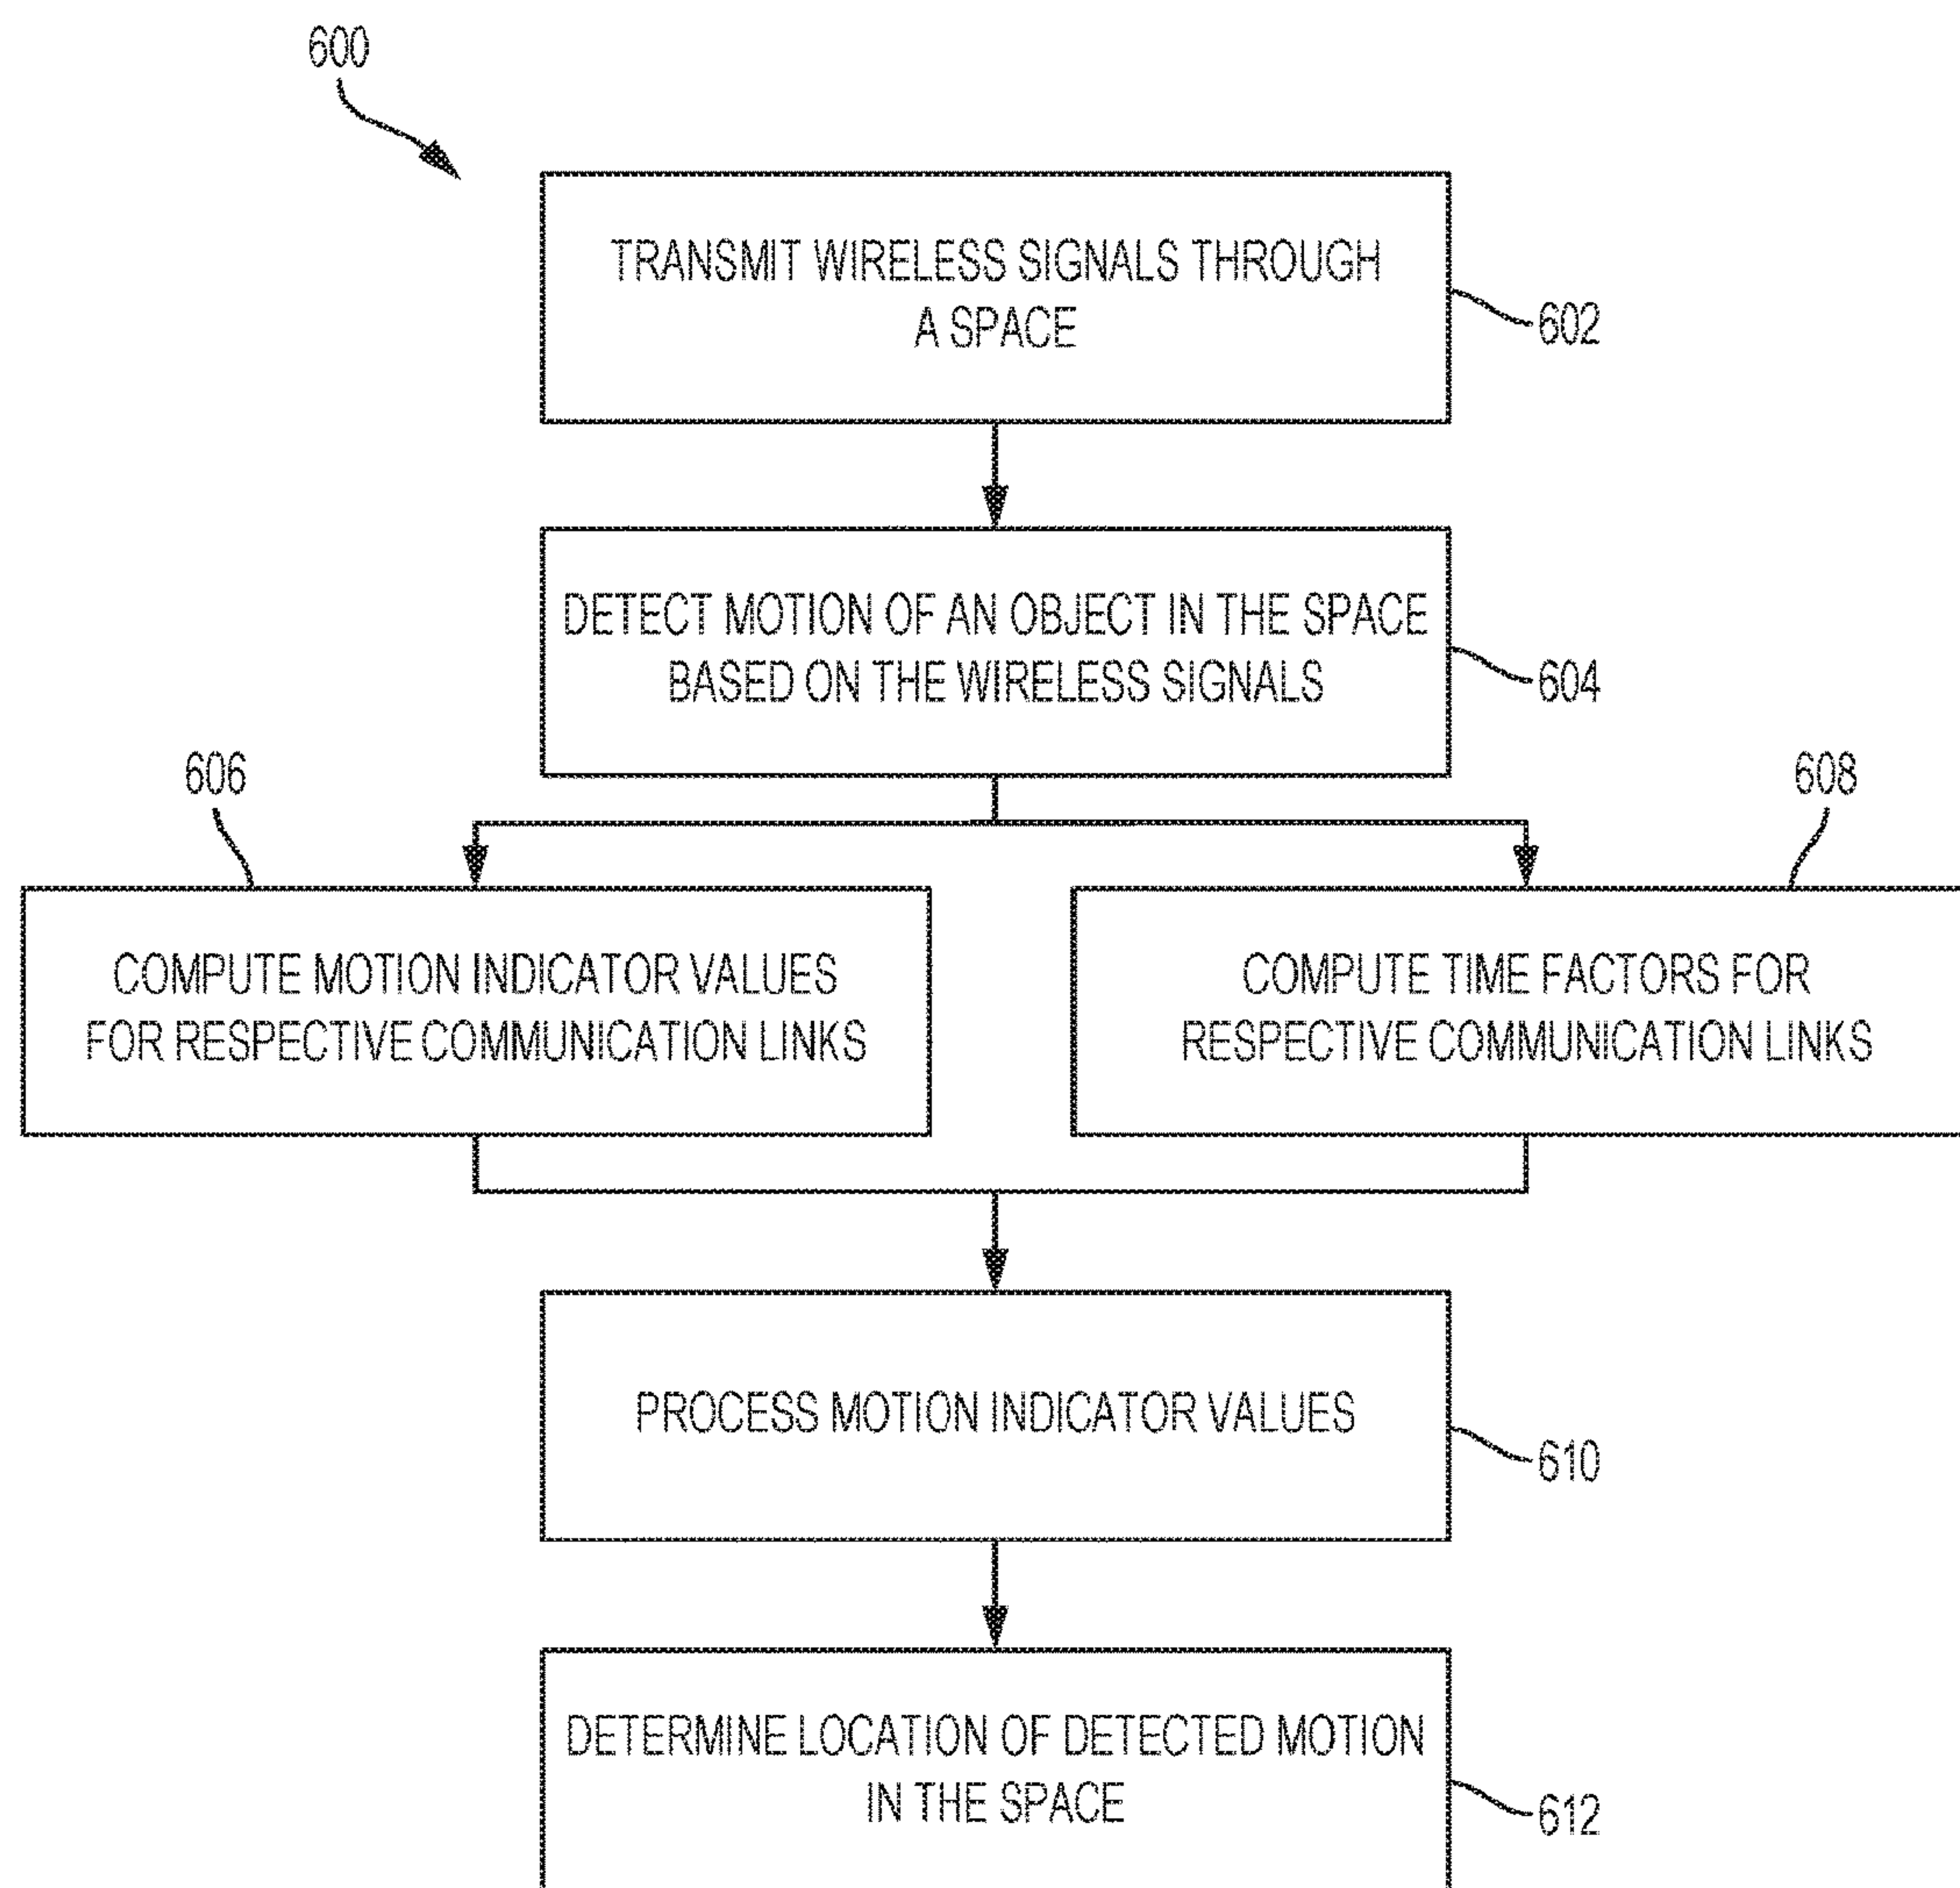 600
TRANSMIT WIRELESS SIGNALS THROUGH
A SPACE
602
DETECT MOTION OF AN OBJECT IN THE SPACE
BASED ON THE WIRELESS SIGNALS
604
606
608
COMPUTE MOTION INDICATOR VALUES
FOR RESPECTIVE COMMUNICATION LINKS
COMPUTE TIME FACTORS FOR
RESPECTIVE COMMUNICATION LINKS
PROCESS MOTION INDICATOR VALUES
610
DETERMINE LOCATION OF DETECTED MOTION
IN THE SPACE
612